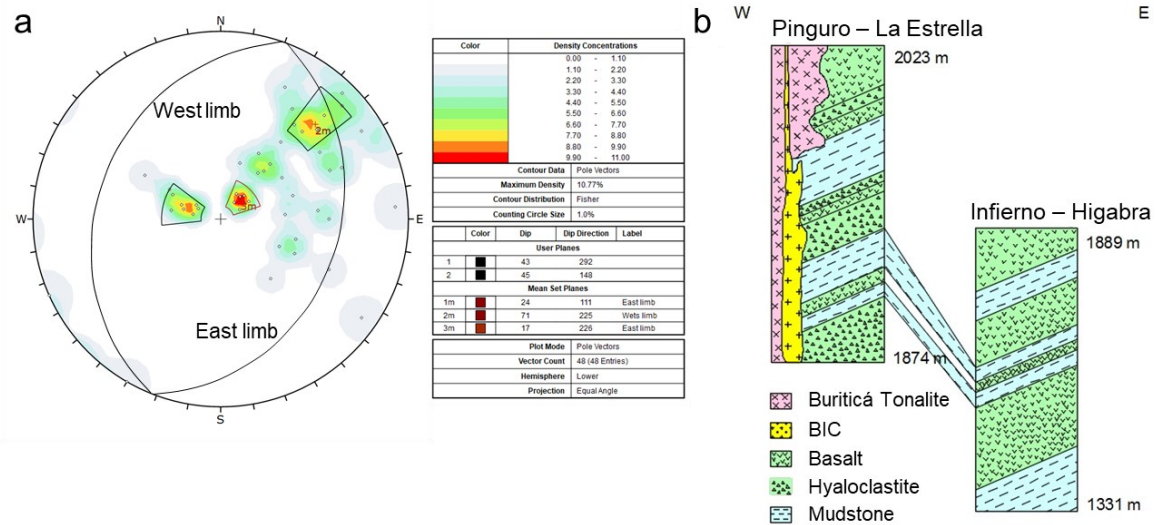 a
N
W
E
S
West limb
East limb
2m
m
Color Density Concentrations
0.00 - 1.10
1.10 - 2.20
2.20 - 3.30
3.30 - 4.40
4.40 - 5.50
5.50 - 6.60
6.60 - 7.70
7.70 - 8.80
8.80 - 9.90
9.90 - 11.00
Contour Data Pole Vectors
Maximum Density 10.77%
Contour Distribution Fisher
Counting Circle Size 1.0%
Color Dip Dip Direction Label
User Planes
1 43 292
2 45 148
Mean Set Planes
1m 24 111 East limb
2m 71 225 Wets limb
3m 17 226 East limb
Plot Mode Pole Vectors
Vector Count 48 (48 Entries)
Hemisphere Lower
Projection Equal Angle
b
W
E
Pinguro – La Estrella
2023 m
1874 m
Infierno – Higabra
1889 m
1331 m
Buriticá Tonalite
BIC
Basalt
Hyaloclastite
Mudstone